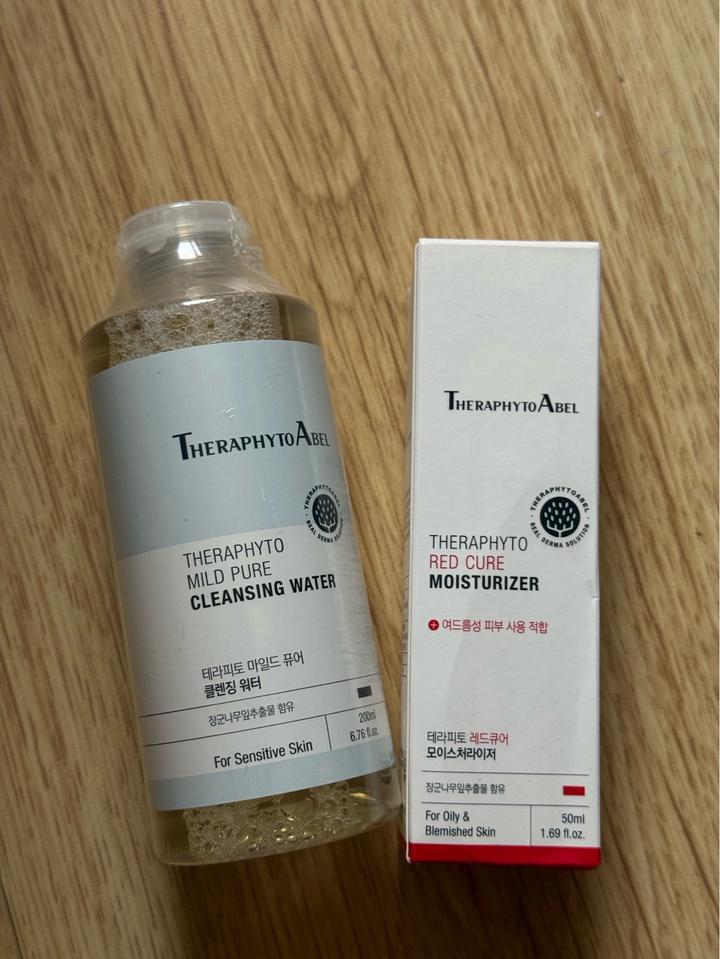 THERAPHYTOABEL
THERAPHYTOABEL
REAL DERMA SOLUTION
THERAPHYTO
MILD PURE
CLEANSING WATER
테라피토 마일드 퓨어
클렌징 워터
장군나무잎추출물 함유
For Sensitive Skin
200ml
6.76 fl.oz.
THERAPHYTOABEL
THERAPHYTOABEL
REAL DERMA SOLUTION
THERAPHYTO
RED CURE
MOISTURIZER
여드름성 피부 사용 적합
테라피토 레드큐어
모이스처라이저
장군나무잎추출물 함유
For Oily &
Blemished Skin
50ml
1.69 fl.oz.